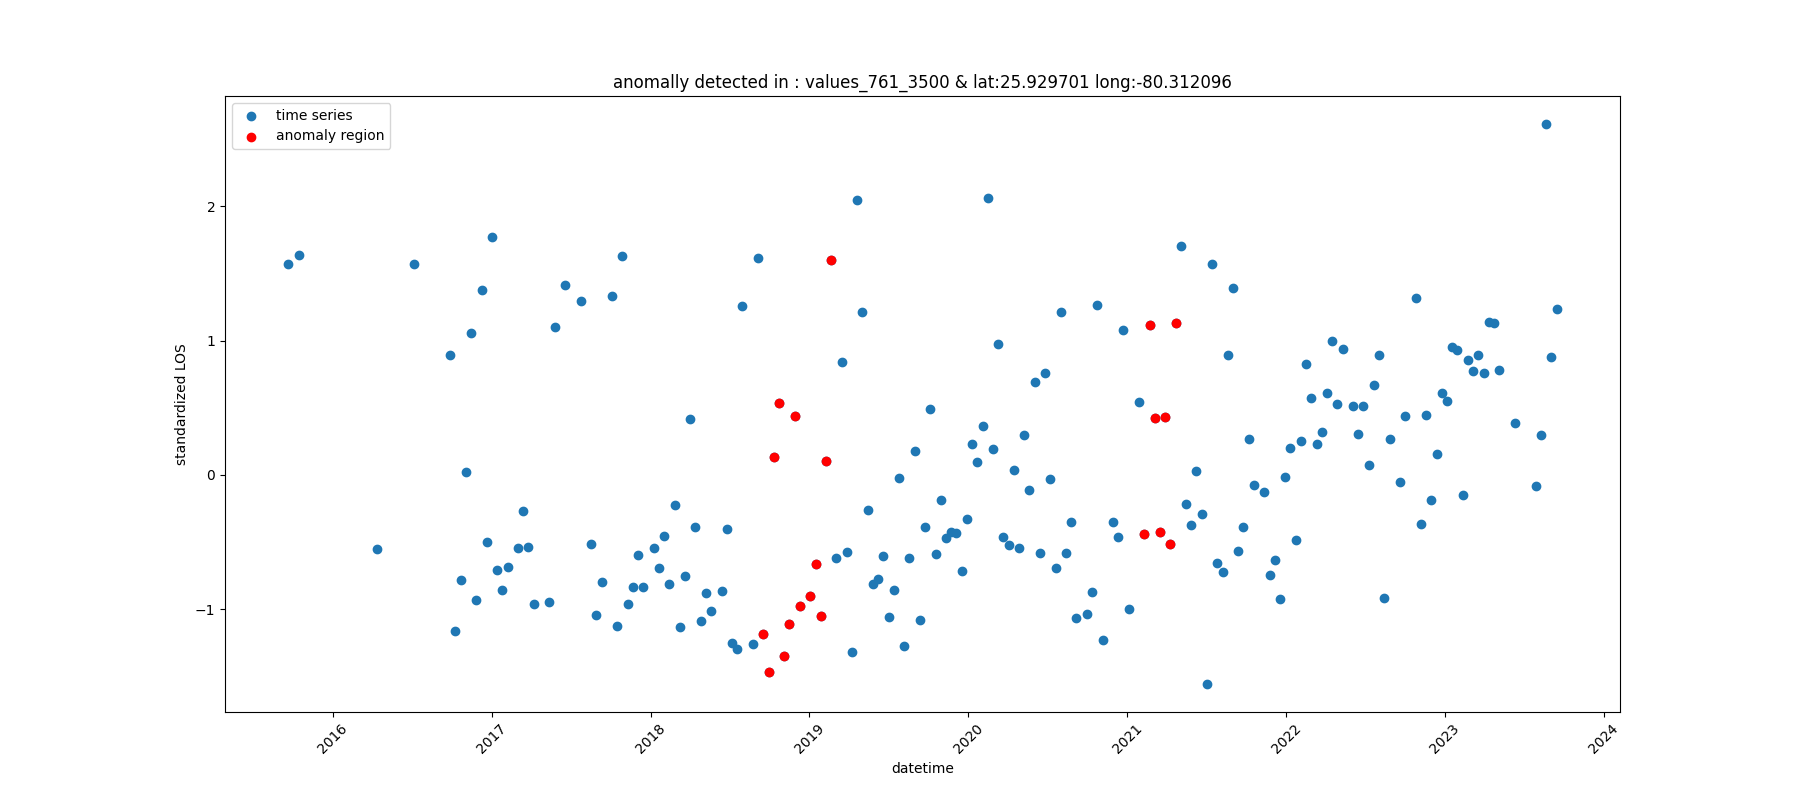 anomally detected in : values_761_3500 & lat:25.929701 long:-80.312096
time series
anomaly region
standardized LOS
2
1
0
−1
2016 2017 2018 2019 2020 2021 2022 2023 2024
datetime